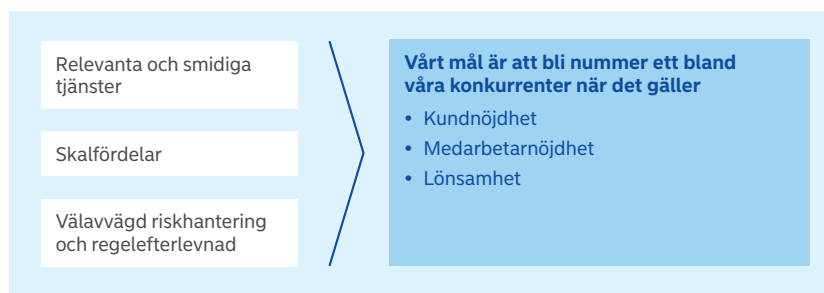 Relevanta och smidiga
tjänster
Skalfördelar
Välavvägd riskhantering
och regelefterlevnad
Vårt mål är att bli nummer ett bland
våra konkurrenter när det gäller
• Kundnöjdhet
• Medarbetarnöjdhet
• Lönsamhet